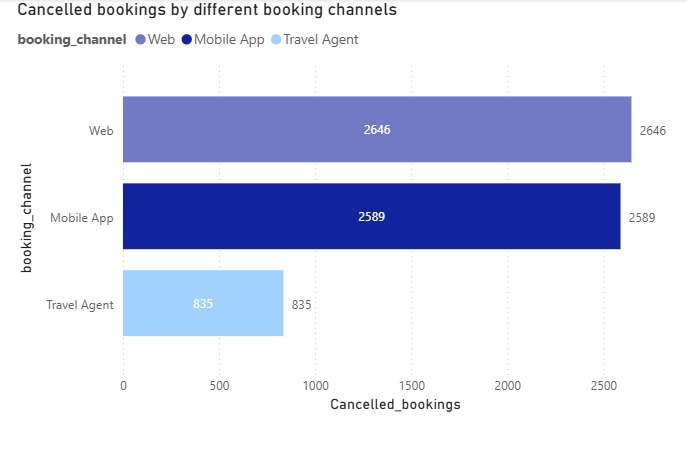 Cancelled bookings by different booking channels
booking_channel Web Mobile App Travel Agent
booking_channel
Web 2646 2646
Mobile App 2589 2589
Travel Agent 835 835
0 500 1000 1500 2000 2500
Cancelled_bookings